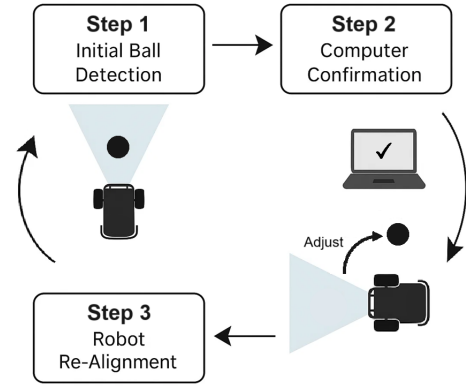 Step 1
Initial Ball
Detection
Step 2
Computer
Confirmation
Adjust
Step 3
Robot
Re-Alignment